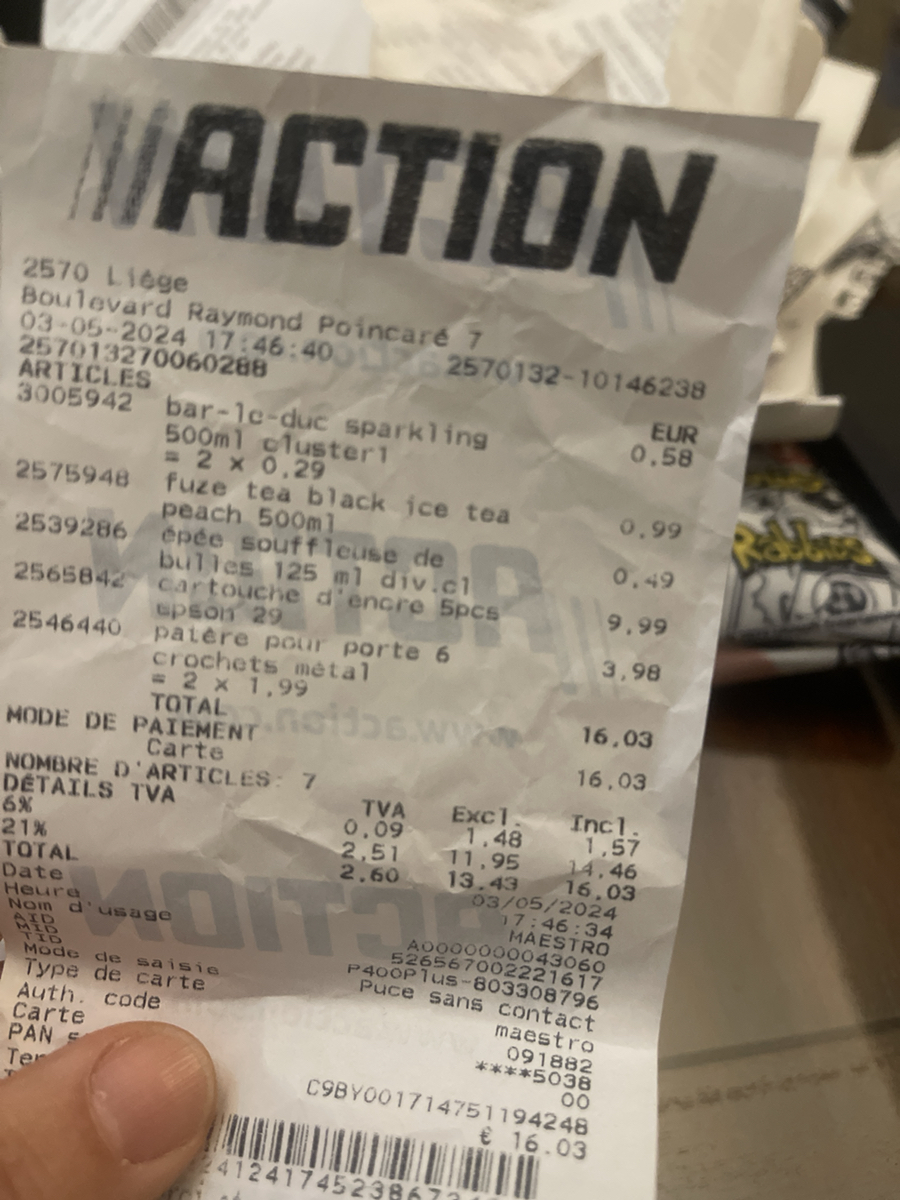 ACTION
2570 Liège
Boulevard Raymond Poincaré 7
03-05-2024 17:46:40 2570132-10146238
257013270060288
ARTICLES EUR
3005942 bar-le-duc sparkling 0.58
500ml cluster1
= 2 x 0.29
2575948 fuze tea black ice tea
peach 500ml 0.99
2539286 épée souffleuse de
bulles 125 ml div.cl 0.49
2565842 cartouche d'encre 5pcs
epson 29 9.99
2546440 patère pour porte 6
crochets métal 3.98
= 2 x 1.99
TOTAL 16.03
MODE DE PAIEMENT
Carte 16.03
NOMBRE D'ARTICLES: 7
DÉTAILS TVA TVA Excl. Incl.
6% 0.09 1.48 1.57
21% 2.51 11.95 14.46
TOTAL 2.60 13.43 16.03
Date 03/05/2024
Heure 17:46:34
Nom d'usage MAESTRO
AID A0000000043060
MID 526567002221617
TID P400Plus-803308796
Mode de saisie Puce sans contact
Type de carte maestro
Auth. code 091882
Carte ****5038
PAN 00
C9BY001714751194248
€ 16.03
Rabbids